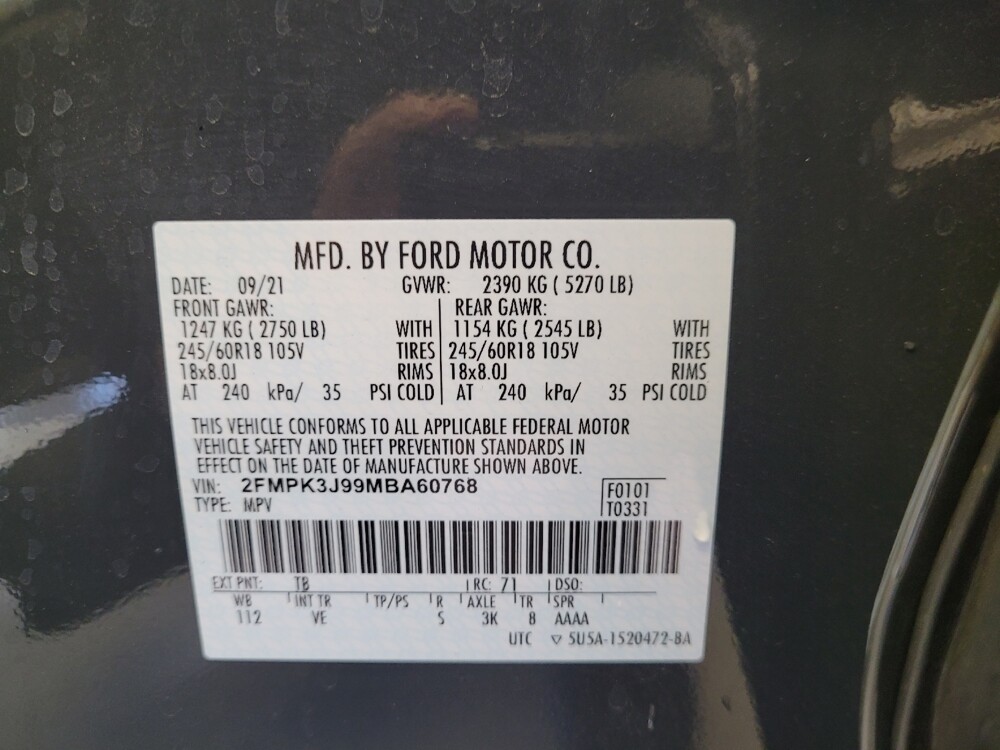 MFD. BY FORD MOTOR CO.
DATE: 09/21 GVWR: 2390 KG ( 5270 LB)
FRONT GAWR: REAR GAWR:
1247 KG ( 2750 LB) WITH 1154 KG ( 2545 LB) WITH
245/60R18 105V TIRES 245/60R18 105V TIRES
18x8.0J RIMS 18x8.0J RIMS
AT 240 kPa/ 35 PSI COLD AT 240 kPa/ 35 PSI COLD
THIS VEHICLE CONFORMS TO ALL APPLICABLE FEDERAL MOTOR
VEHICLE SAFETY AND THEFT PREVENTION STANDARDS IN
EFFECT ON THE DATE OF MANUFACTURE SHOWN ABOVE.
VIN: 2FMPK3J99MBA60768 F0101
TYPE: MPV T0331
EXT PNT: TB RC: 71 DSO:
WB INT TR TP/PS R AXLE TR SPR
112 VE S 3K 8 AAAA
UTC ▽ 5U5A-1520472-BA